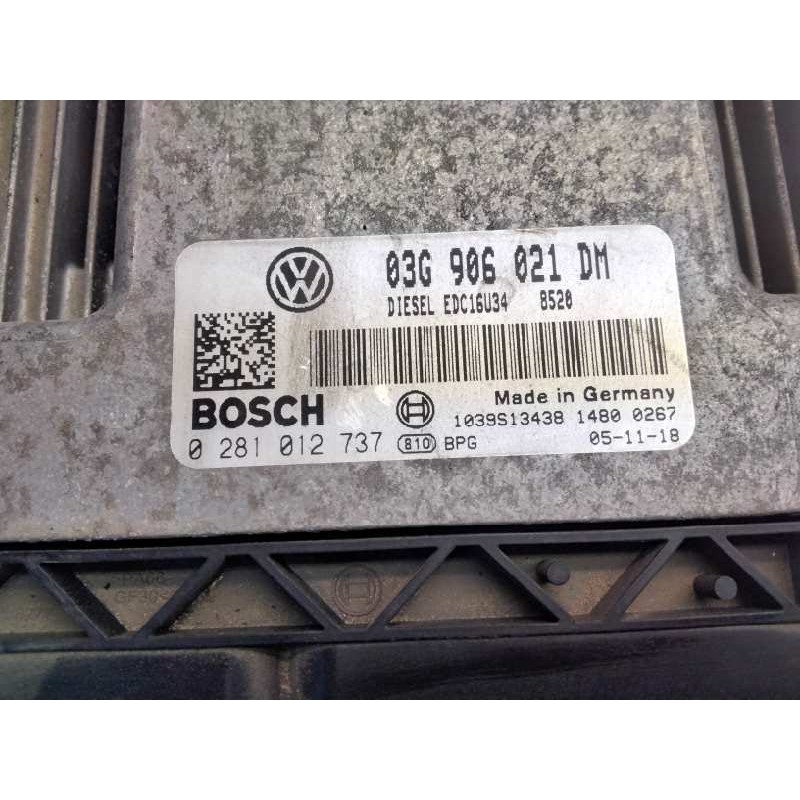 03G 906 021 DM
DIESEL EDC16U34 8520
BOSCH
Made in Germany
1039S13438 1480 0267
0 281 012 737 810 BPG 05-11-18